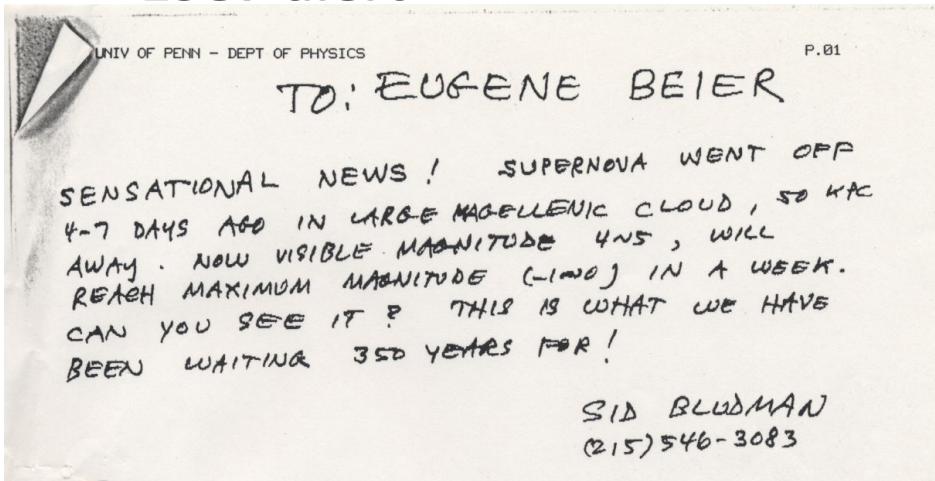 UNIV OF PENN - DEPT OF PHYSICS P.01
TO: EUGENE BEIER
SENSATIONAL NEWS! SUPERNOVA WENT OFF
4-7 DAYS AGO IN LARGE MAGELLENIC CLOUD, 50 KPC
AWAY. NOW VISIBLE MAGNITUDE 4~5, WILL
REACH MAXIMUM MAGNITUDE (-1~0) IN A WEEK.
CAN YOU SEE IT? THIS IS WHAT WE HAVE
BEEN WAITING 350 YEARS FOR!
SID BLUDMAN
(215)546-3083